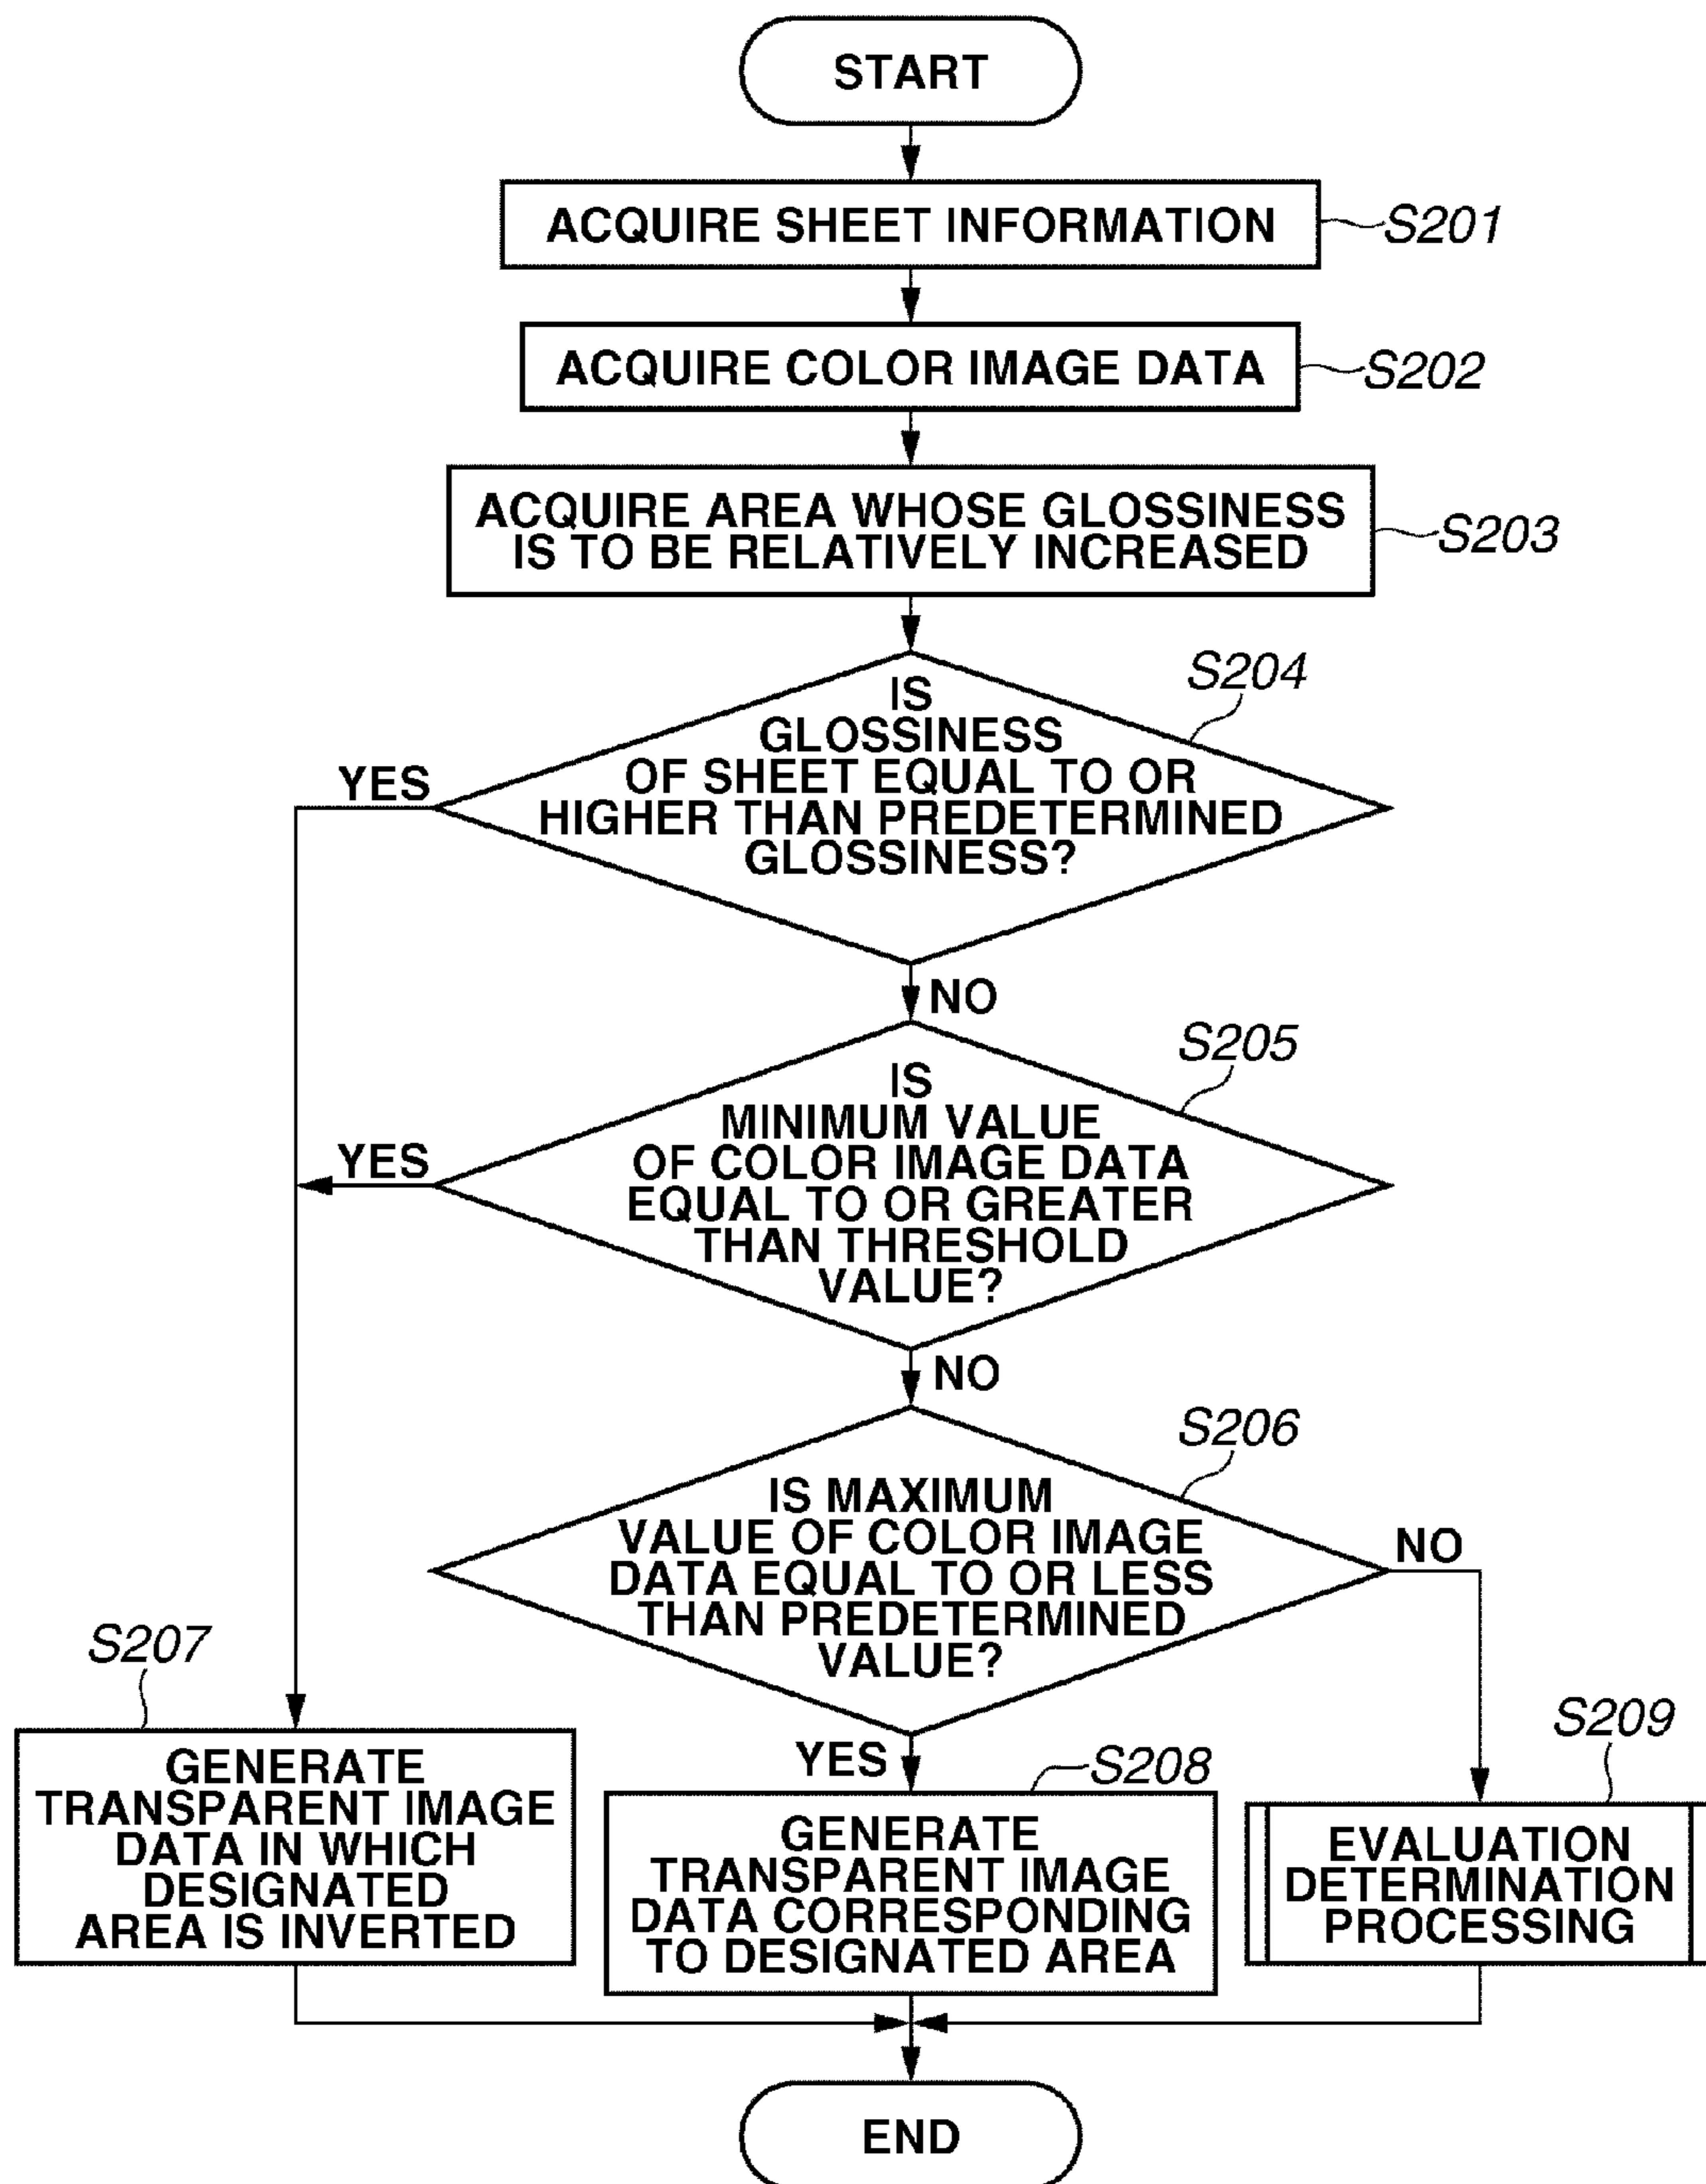 START
ACQUIRE SHEET INFORMATION
S201
ACQUIRE COLOR IMAGE DATA
S202
ACQUIRE AREA WHOSE GLOSSINESS
IS TO BE RELATIVELY INCREASED
S203
S204
IS
GLOSSINESS
OF SHEET EQUAL TO OR
HIGHER THAN PREDETERMINED
GLOSSINESS?
YES
NO
S205
IS
MINIMUM VALUE
OF COLOR IMAGE DATA
EQUAL TO OR GREATER
THAN THRESHOLD
VALUE?
YES
NO
S206
IS MAXIMUM
VALUE OF COLOR IMAGE
DATA EQUAL TO OR LESS
THAN PREDETERMINED
VALUE?
NO
YES
S207
GENERATE
TRANSPARENT IMAGE
DATA IN WHICH
DESIGNATED
AREA IS INVERTED
S208
GENERATE
TRANSPARENT IMAGE
DATA CORRESPONDING
TO DESIGNATED AREA
S209
EVALUATION
DETERMINATION
PROCESSING
END